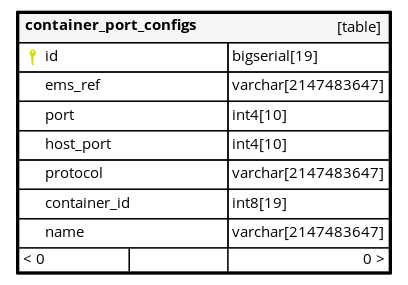 container_port_configs [table]
id bigserial[19]
ems_ref varchar[2147483647]
port int4[10]
host_port int4[10]
protocol varchar[2147483647]
container_id int8[19]
name varchar[2147483647]
< 0 0 >